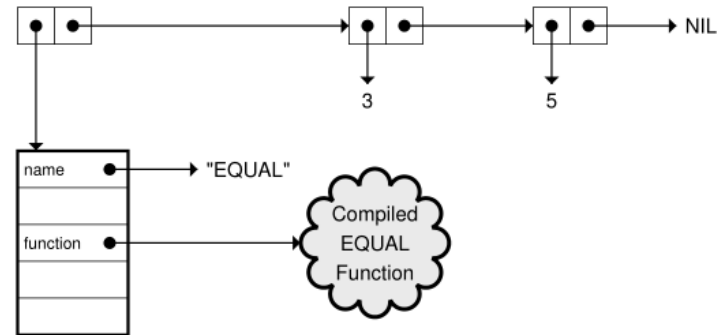 NIL
3
5
name
"EQUAL"
function
Compiled
EQUAL
Function